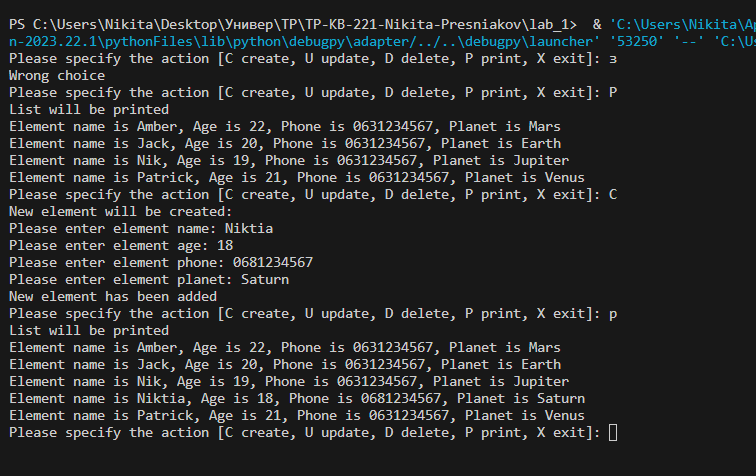 PS C:\Users\Nikita\Desktop\Универ\TP\TP-KB-221-Nikita-Presniakov\lab_1>  & 'C:\Users\Nikita\Ap
n-2023.22.1\pythonFiles\lib\python\debugpy\adapter/../..\debugpy\launcher' '53250' '--' 'C:\Us
Please specify the action [C create, U update, D delete, P print, X exit]: з
Wrong choice
Please specify the action [C create, U update, D delete, P print, X exit]: P
List will be printed
Element name is Amber, Age is 22, Phone is 0631234567, Planet is Mars
Element name is Jack, Age is 20, Phone is 0631234567, Planet is Earth
Element name is Nik, Age is 19, Phone is 0631234567, Planet is Jupiter
Element name is Patrick, Age is 21, Phone is 0631234567, Planet is Venus
Please specify the action [C create, U update, D delete, P print, X exit]: C
New element will be created:
Please enter element name: Niktia
Please enter element age: 18
Please enter element phone: 0681234567
Please enter element planet: Saturn
New element has been added
Please specify the action [C create, U update, D delete, P print, X exit]: p
List will be printed
Element name is Amber, Age is 22, Phone is 0631234567, Planet is Mars
Element name is Jack, Age is 20, Phone is 0631234567, Planet is Earth
Element name is Nik, Age is 19, Phone is 0631234567, Planet is Jupiter
Element name is Niktia, Age is 18, Phone is 0681234567, Planet is Saturn
Element name is Patrick, Age is 21, Phone is 0631234567, Planet is Venus
Please specify the action [C create, U update, D delete, P print, X exit]: